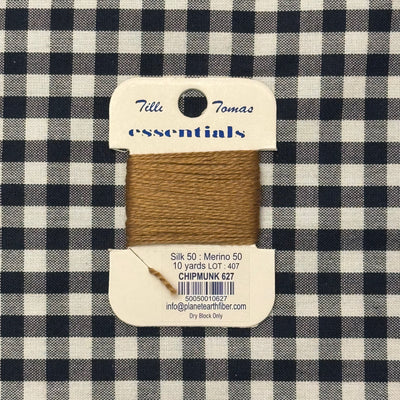 Tilli Tomas
essentials
Silk 50 : Merino 50
10 yards LOT : 407
CHIPMUNK 627
50050010627
info@planetearthfiber.com
Dry Block Only